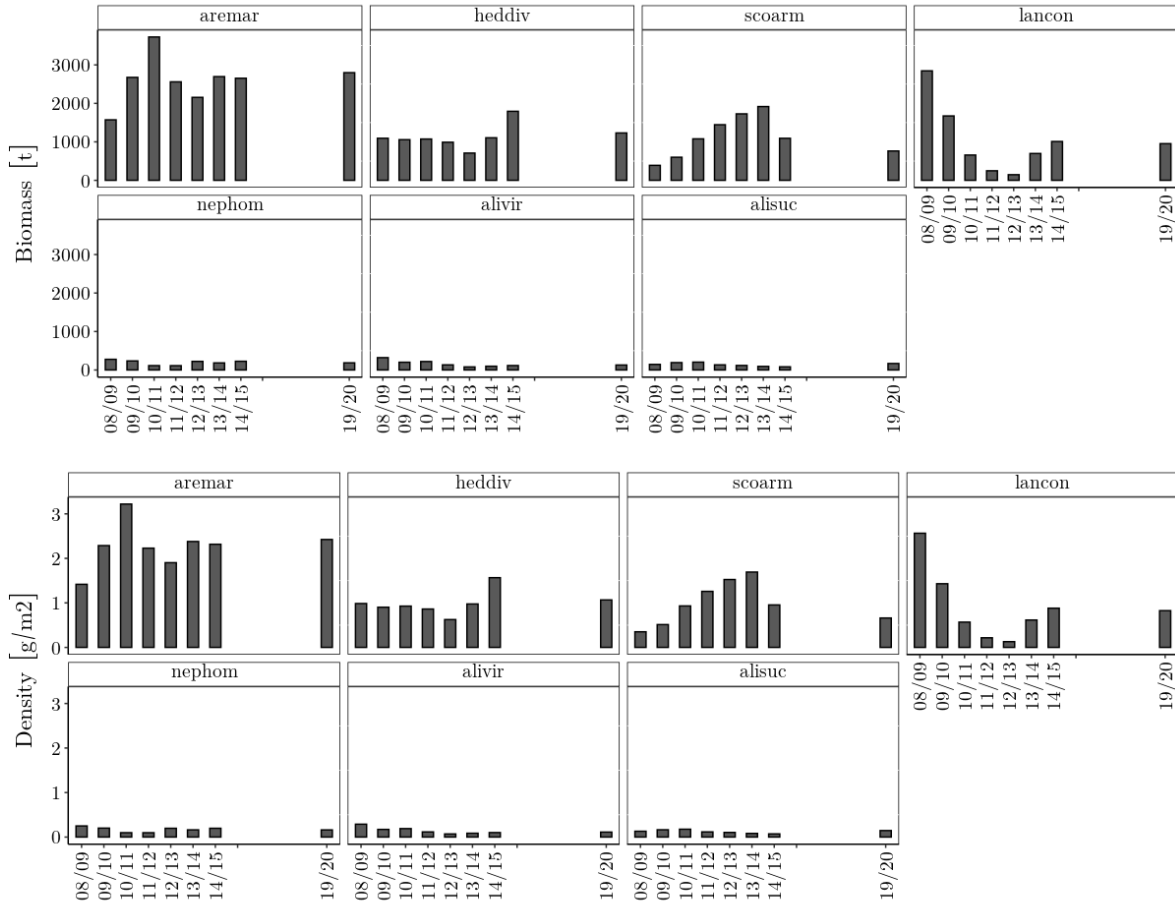 aremar heddiv scoarm lancon
3000
2000
1000
0
nephom alivir alisuc
3000
2000
1000
0
Biomass [t]
08/09 09/10 10/11 11/12 12/13 13/14 14/15 19/20
08/09 09/10 10/11 11/12 12/13 13/14 14/15 19/20
08/09 09/10 10/11 11/12 12/13 13/14 14/15 19/20
08/09 09/10 10/11 11/12 12/13 13/14 14/15 19/20
aremar heddiv scoarm lancon
3
2
1
0
nephom alivir alisuc
3
2
1
0
Density [g/m2]
08/09 09/10 10/11 11/12 12/13 13/14 14/15 19/20
08/09 09/10 10/11 11/12 12/13 13/14 14/15 19/20
08/09 09/10 10/11 11/12 12/13 13/14 14/15 19/20
08/09 09/10 10/11 11/12 12/13 13/14 14/15 19/20